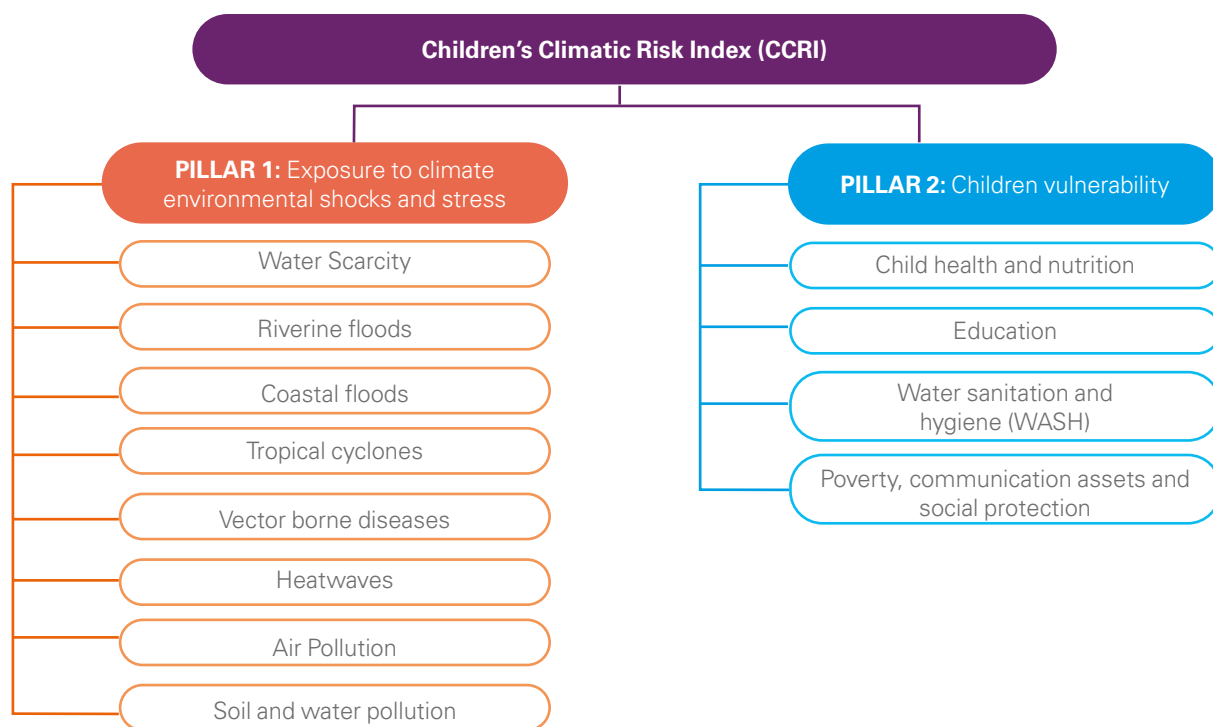 Children’s Climatic Risk Index (CCRI)
PILLAR 1: Exposure to climate
environmental shocks and stress
Water Scarcity
Riverine floods
Coastal floods
Tropical cyclones
Vector borne diseases
Heatwaves
Air Pollution
Soil and water pollution
PILLAR 2: Children vulnerability
Child health and nutrition
Education
Water sanitation and
hygiene (WASH)
Poverty, communication assets and
social protection